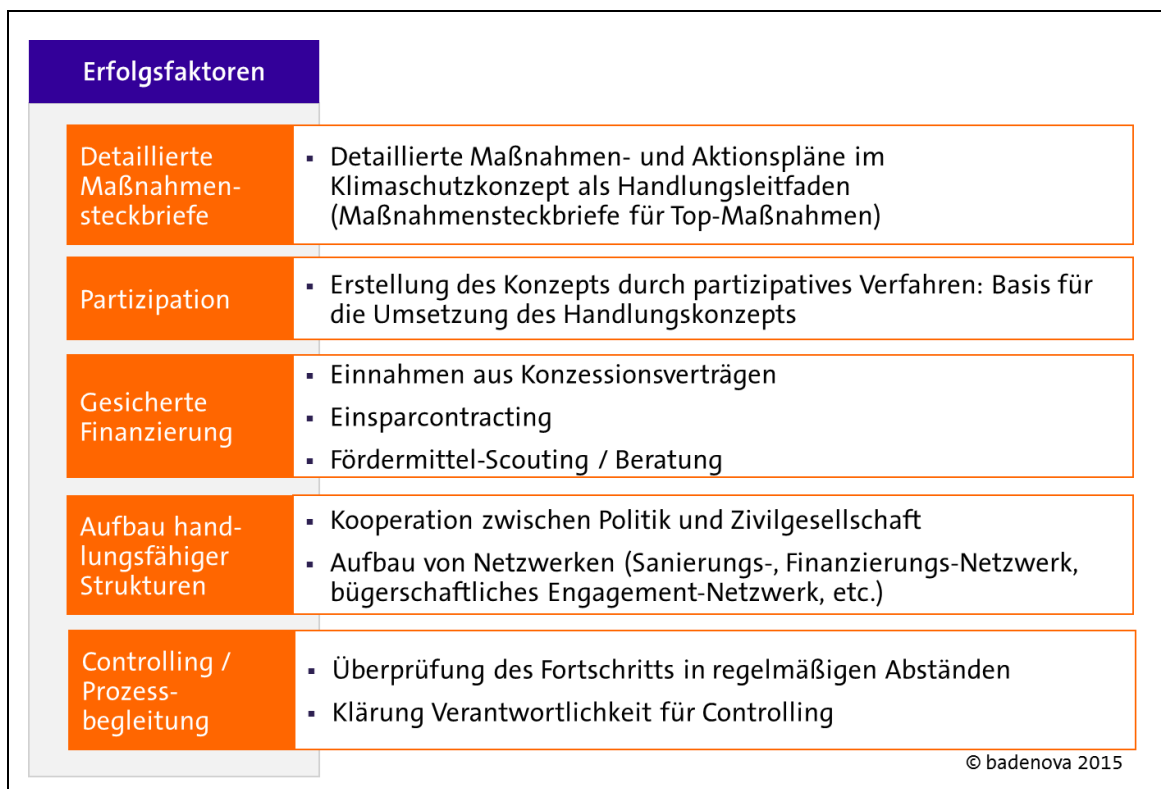 Erfolgsfaktoren
Detaillierte
Maßnahmen-
steckbriefe
▪ Detaillierte Maßnahmen- und Aktionspläne im
Klimaschutzkonzept als Handlungsleitfaden
(Maßnahmensteckbriefe für Top-Maßnahmen)
Partizipation
▪ Erstellung des Konzepts durch partizipatives Verfahren: Basis für
die Umsetzung des Handlungskonzepts
Gesicherte
Finanzierung
▪ Einnahmen aus Konzessionsverträgen
▪ Einsparcontracting
▪ Fördermittel-Scouting / Beratung
Aufbau hand-
lungsfähiger
Strukturen
▪ Kooperation zwischen Politik und Zivilgesellschaft
▪ Aufbau von Netzwerken (Sanierungs-, Finanzierungs-Netzwerk,
bügerschaftliches Engagement-Netzwerk, etc.)
Controlling /
Prozess-
begleitung
▪ Überprüfung des Fortschritts in regelmäßigen Abständen
▪ Klärung Verantwortlichkeit für Controlling
© badenova 2015